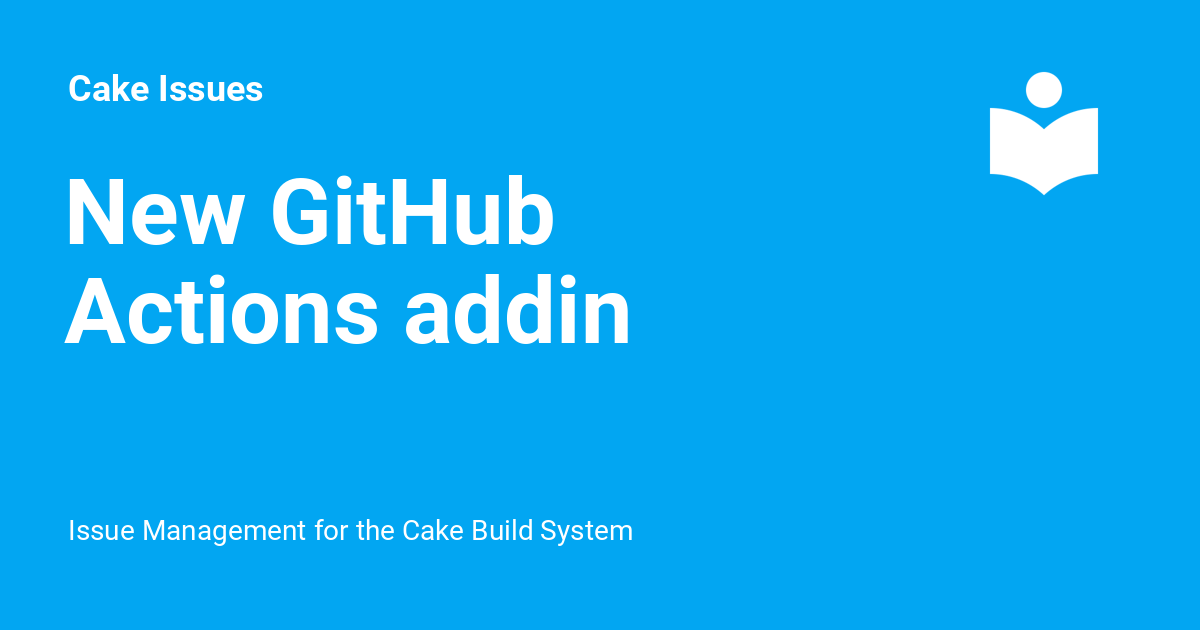 Cake Issues
New GitHub
Actions addin
Issue Management for the Cake Build System